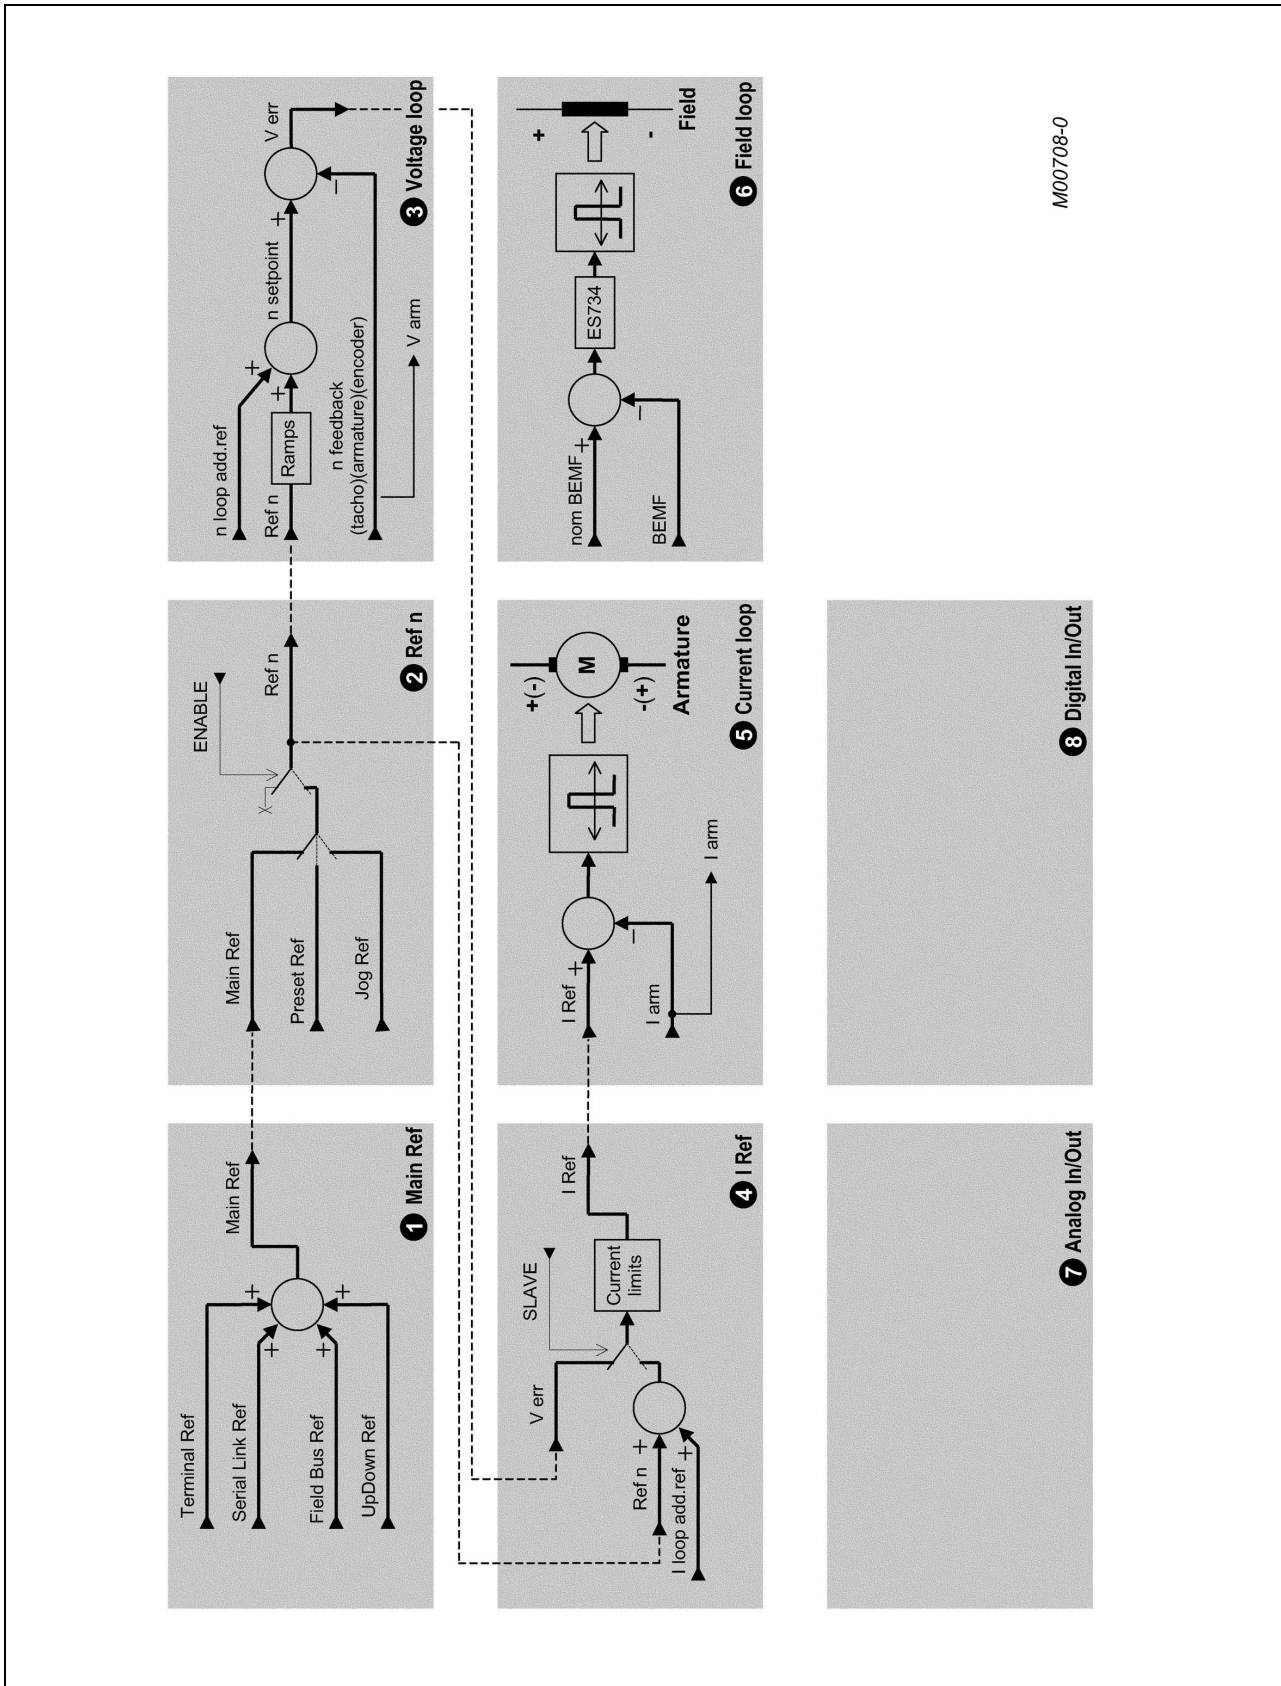 Terminal Ref
Serial Link Ref
Field Bus Ref
UpDown Ref
+
+
+
+
Main Ref
1 Main Ref
Main Ref
Preset Ref
Jog Ref
ENABLE
X
Ref n
2 Ref n
n loop add.ref
Ref n
Ramps
+
+
n setpoint
+
V err
n feedback
(tacho)(armature)(encoder)
V arm
–
3 Voltage loop
V err
SLAVE
Ref n
+
I loop add.ref
+
Current
limits
I Ref
4 I Ref
I Ref
+
I arm
–
I arm
M
+(-)
-(+)
Armature
5 Current loop
nom BEMF
+
BEMF
–
ES734
+
-
Field
6 Field loop
7 Analog In/Out
8 Digital In/Out
M00708-0